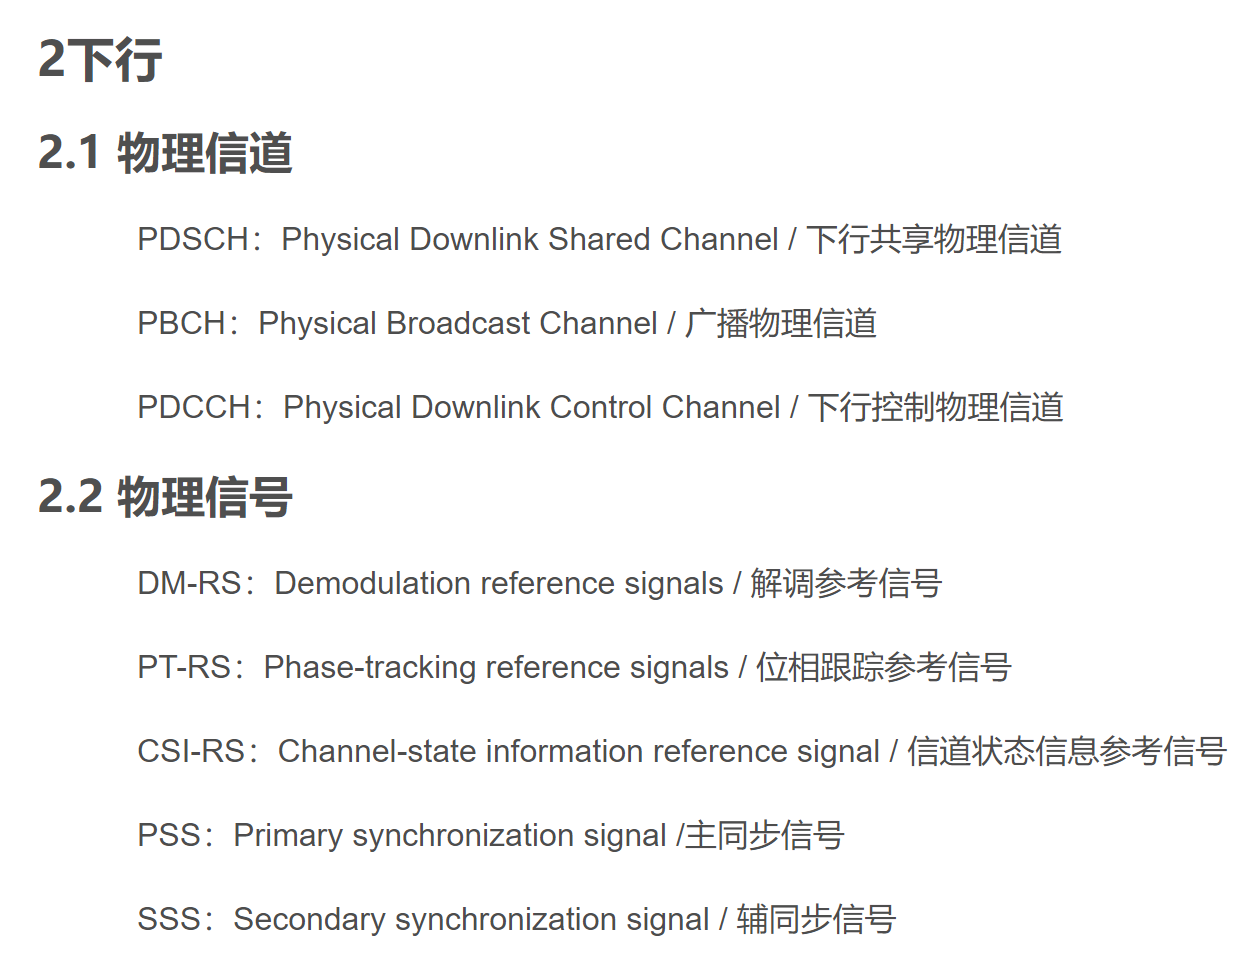 2下行
2.1 物理信道
PDSCH：Physical Downlink Shared Channel / 下行共享物理信道
PBCH：Physical Broadcast Channel / 广播物理信道
PDCCH：Physical Downlink Control Channel / 下行控制物理信道
2.2 物理信号
DM-RS：Demodulation reference signals / 解调参考信号
PT-RS：Phase-tracking reference signals / 位相跟踪参考信号
CSI-RS：Channel-state information reference signal / 信道状态信息参考信号
PSS：Primary synchronization signal /主同步信号
SSS：Secondary synchronization signal / 辅同步信号